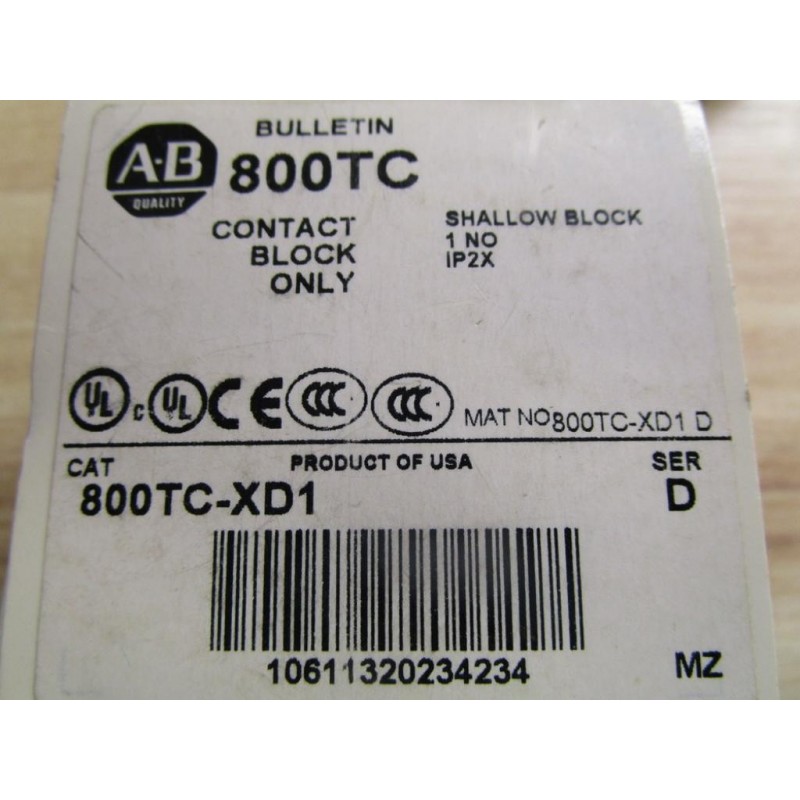 A-B
QUALITY
BULLETIN
800TC
CONTACT
BLOCK
ONLY
SHALLOW BLOCK
1 NO
IP2X
UL c UL CE CCC CCC MAT NO 800TC-XD1 D
CAT PRODUCT OF USA SER
800TC-XD1 D
10611320234234 MZ